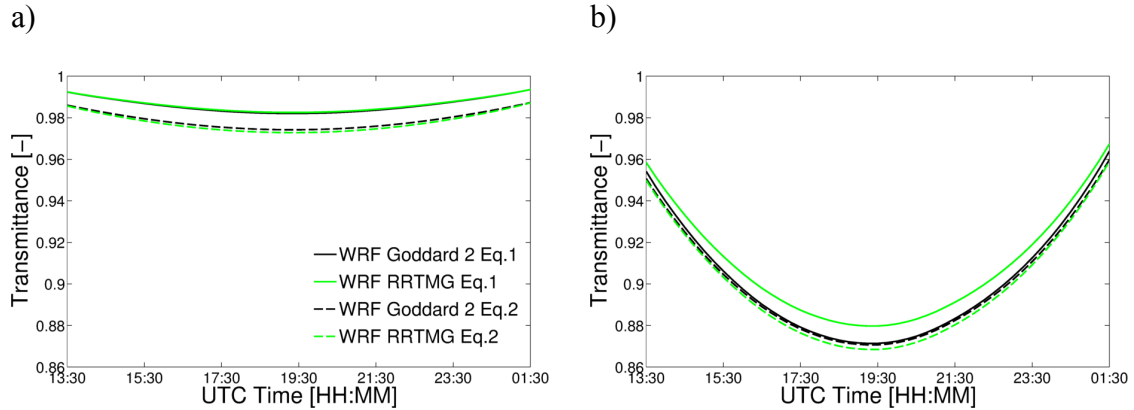 a)
b)
1
0.98
0.96
0.94
0.92
0.9
0.88
0.86
Transmittance [−]
13:30 15:30 17:30 19:30 21:30 23:30 01:30
UTC Time [HH:MM]
WRF Goddard 2 Eq.1
WRF RRTMG Eq.1
WRF Goddard 2 Eq.2
WRF RRTMG Eq.2
1
0.98
0.96
0.94
0.92
0.9
0.88
0.86
Transmittance [−]
13:30 15:30 17:30 19:30 21:30 23:30 01:30
UTC Time [HH:MM]